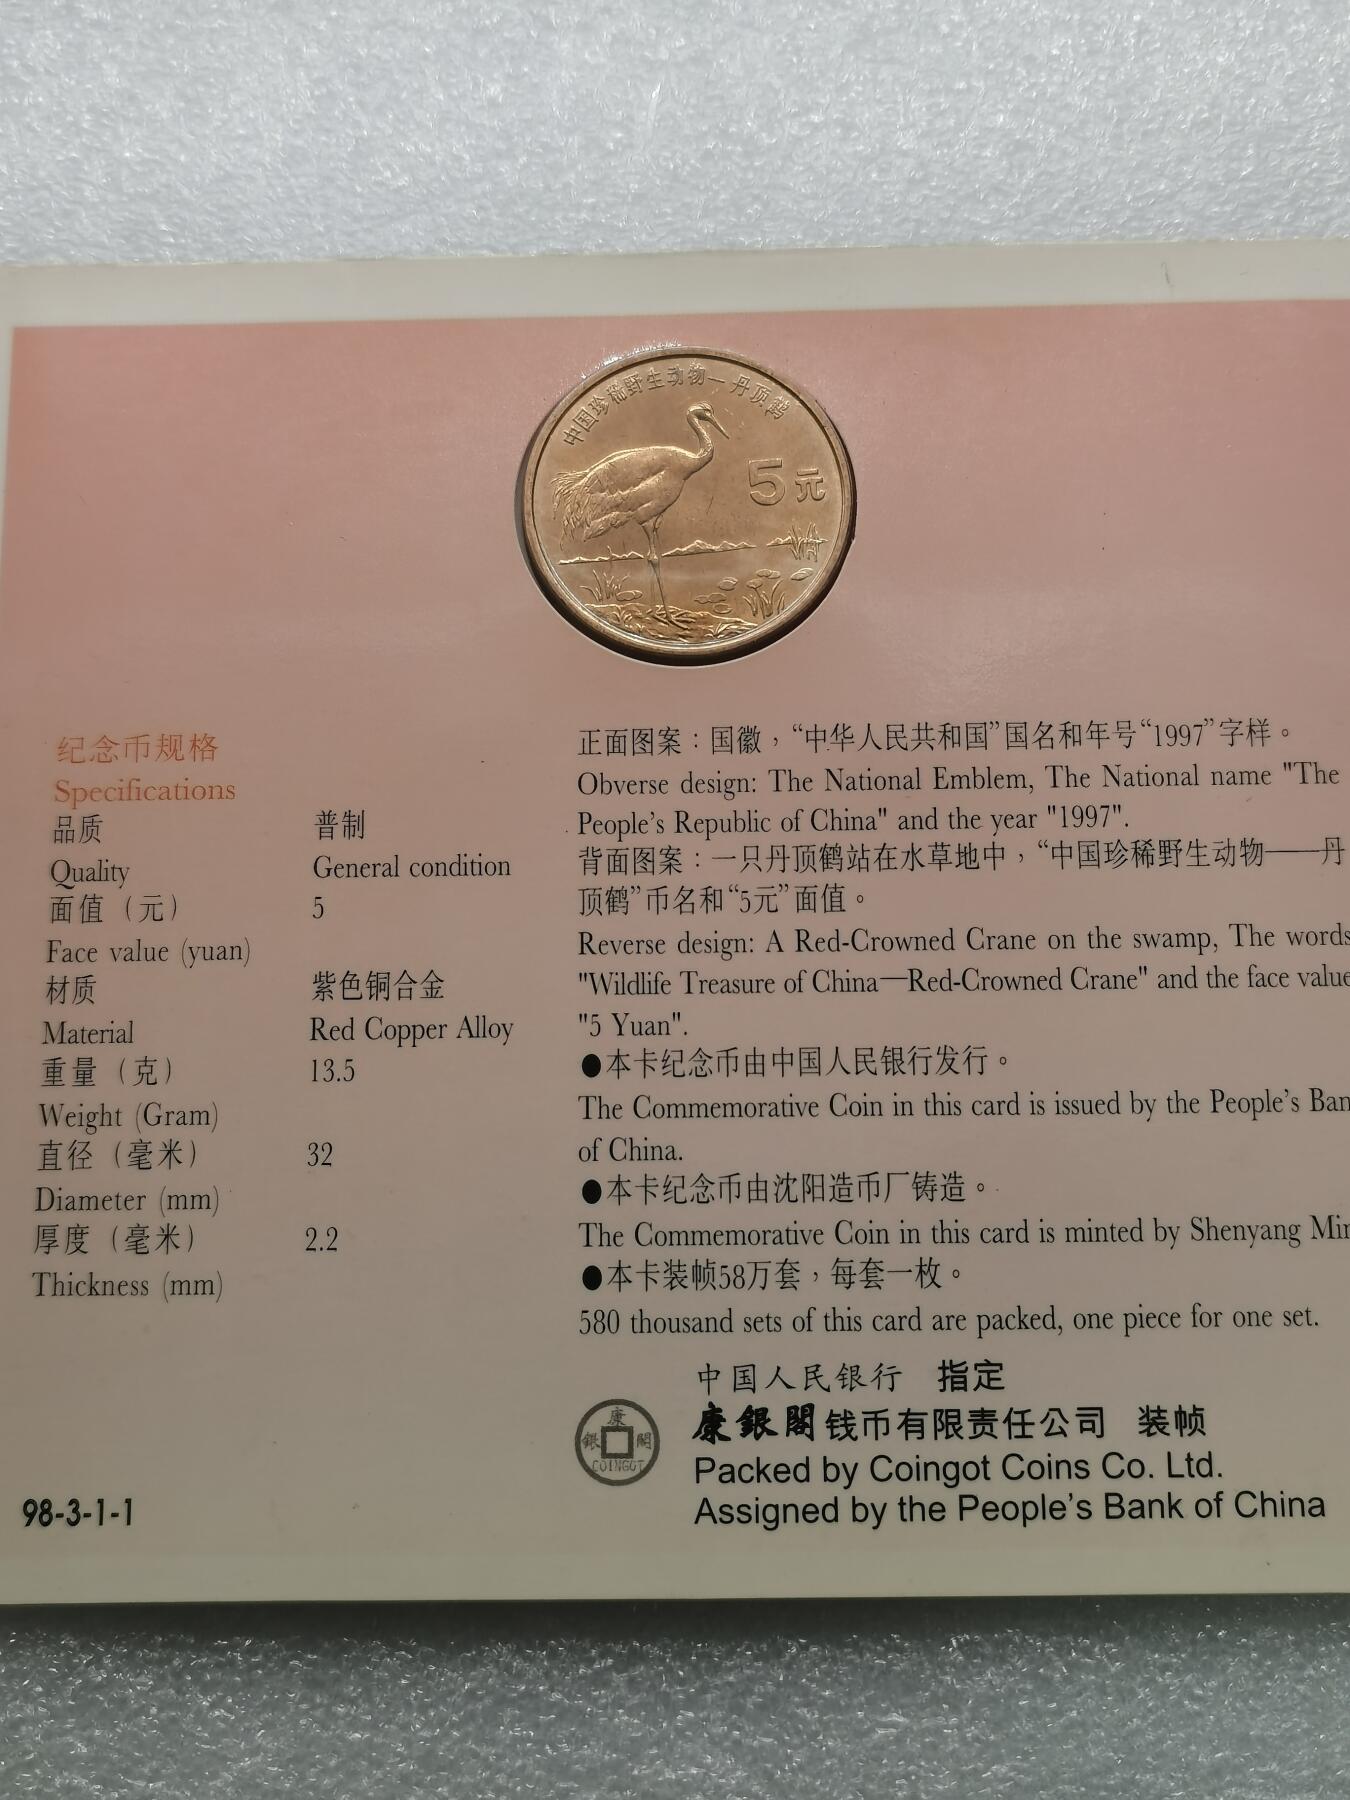 中国珍稀野生动物—丹顶鹤
5元
纪念币规格
Specifications
品质 普制
Quality General condition
面值（元） 5
Face value (yuan)
材质 紫色铜合金
Material Red Copper Alloy
重量（克） 13.5
Weight (Gram)
直径（毫米） 32
Diameter (mm)
厚度（毫米） 2.2
Thickness (mm)
正面图案：国徽，“中华人民共和国”国名和年号“1997”字样。
Obverse design: The National Emblem, The National name "The
People's Republic of China" and the year "1997".
背面图案：一只丹顶鹤站在水草地中，“中国珍稀野生动物——丹
顶鹤”币名和“5元”面值。
Reverse design: A Red-Crowned Crane on the swamp, The words
"Wildlife Treasure of China—Red-Crowned Crane" and the face value
"5 Yuan".
●本卡纪念币由中国人民银行发行。
The Commemorative Coin in this card is issued by the People's Ban
of China.
●本卡纪念币由沈阳造币厂铸造。
The Commemorative Coin in this card is minted by Shenyang Min
●本卡装帧58万套，每套一枚。
580 thousand sets of this card are packed, one piece for one set.
中国人民银行 指定
康銀閣钱币有限责任公司 装帧
Packed by Coingot Coins Co. Ltd.
Assigned by the People's Bank of China
康
銀 閣
COINGOT
98-3-1-1